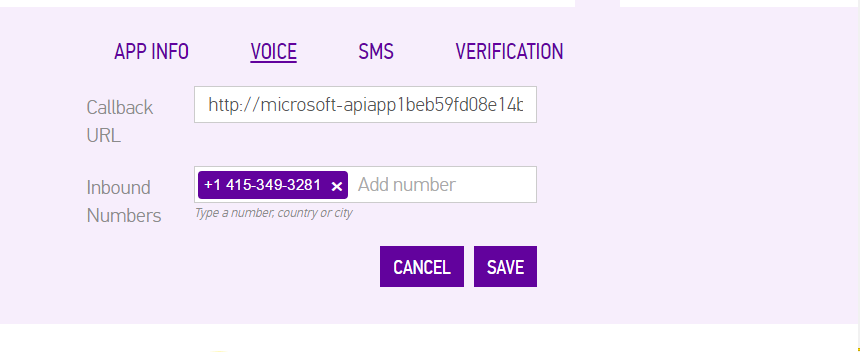 APP INFO VOICE SMS VERIFICATION
Callback URL
http://microsoft-apiapp1beb59fd08e14b
Inbound Numbers
+1 415-349-3281 × Add number
Type a number, country or city
CANCEL SAVE